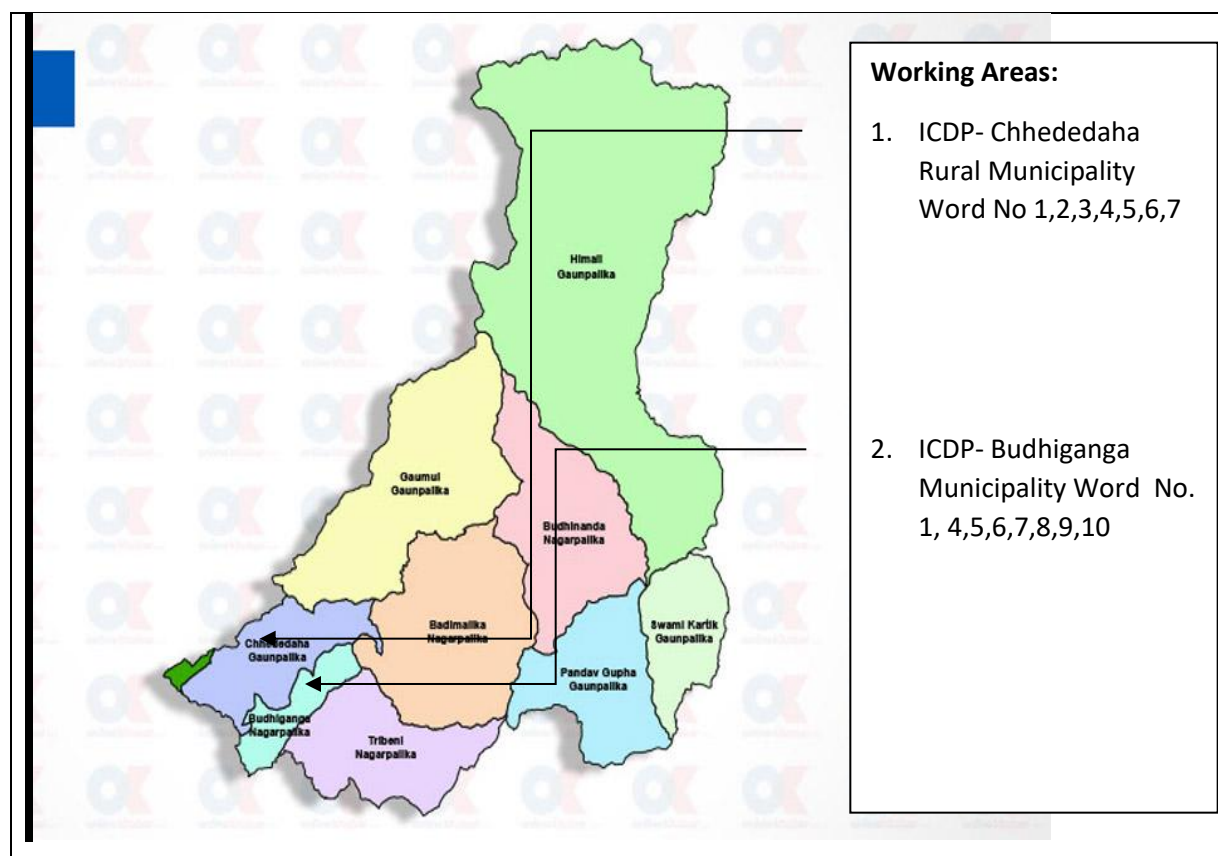 Working Areas:
1. ICDP- Chhededaha
Rural Municipality
Word No 1,2,3,4,5,6,7
2. ICDP- Budhiganga
Municipality Word No.
1, 4,5,6,7,8,9,10
Himali
Gaunpalika
Gaumul
Gaunpalika
Budhinanda
Nagarpalika
Badimalika
Nagarpalika
Swami Kartik
Gaunpalika
Chhededaha
Gaunpalika
Pandav Gupha
Gaunpalika
Budhiganga
Nagarpalika
Tribeni
Nagarpalika